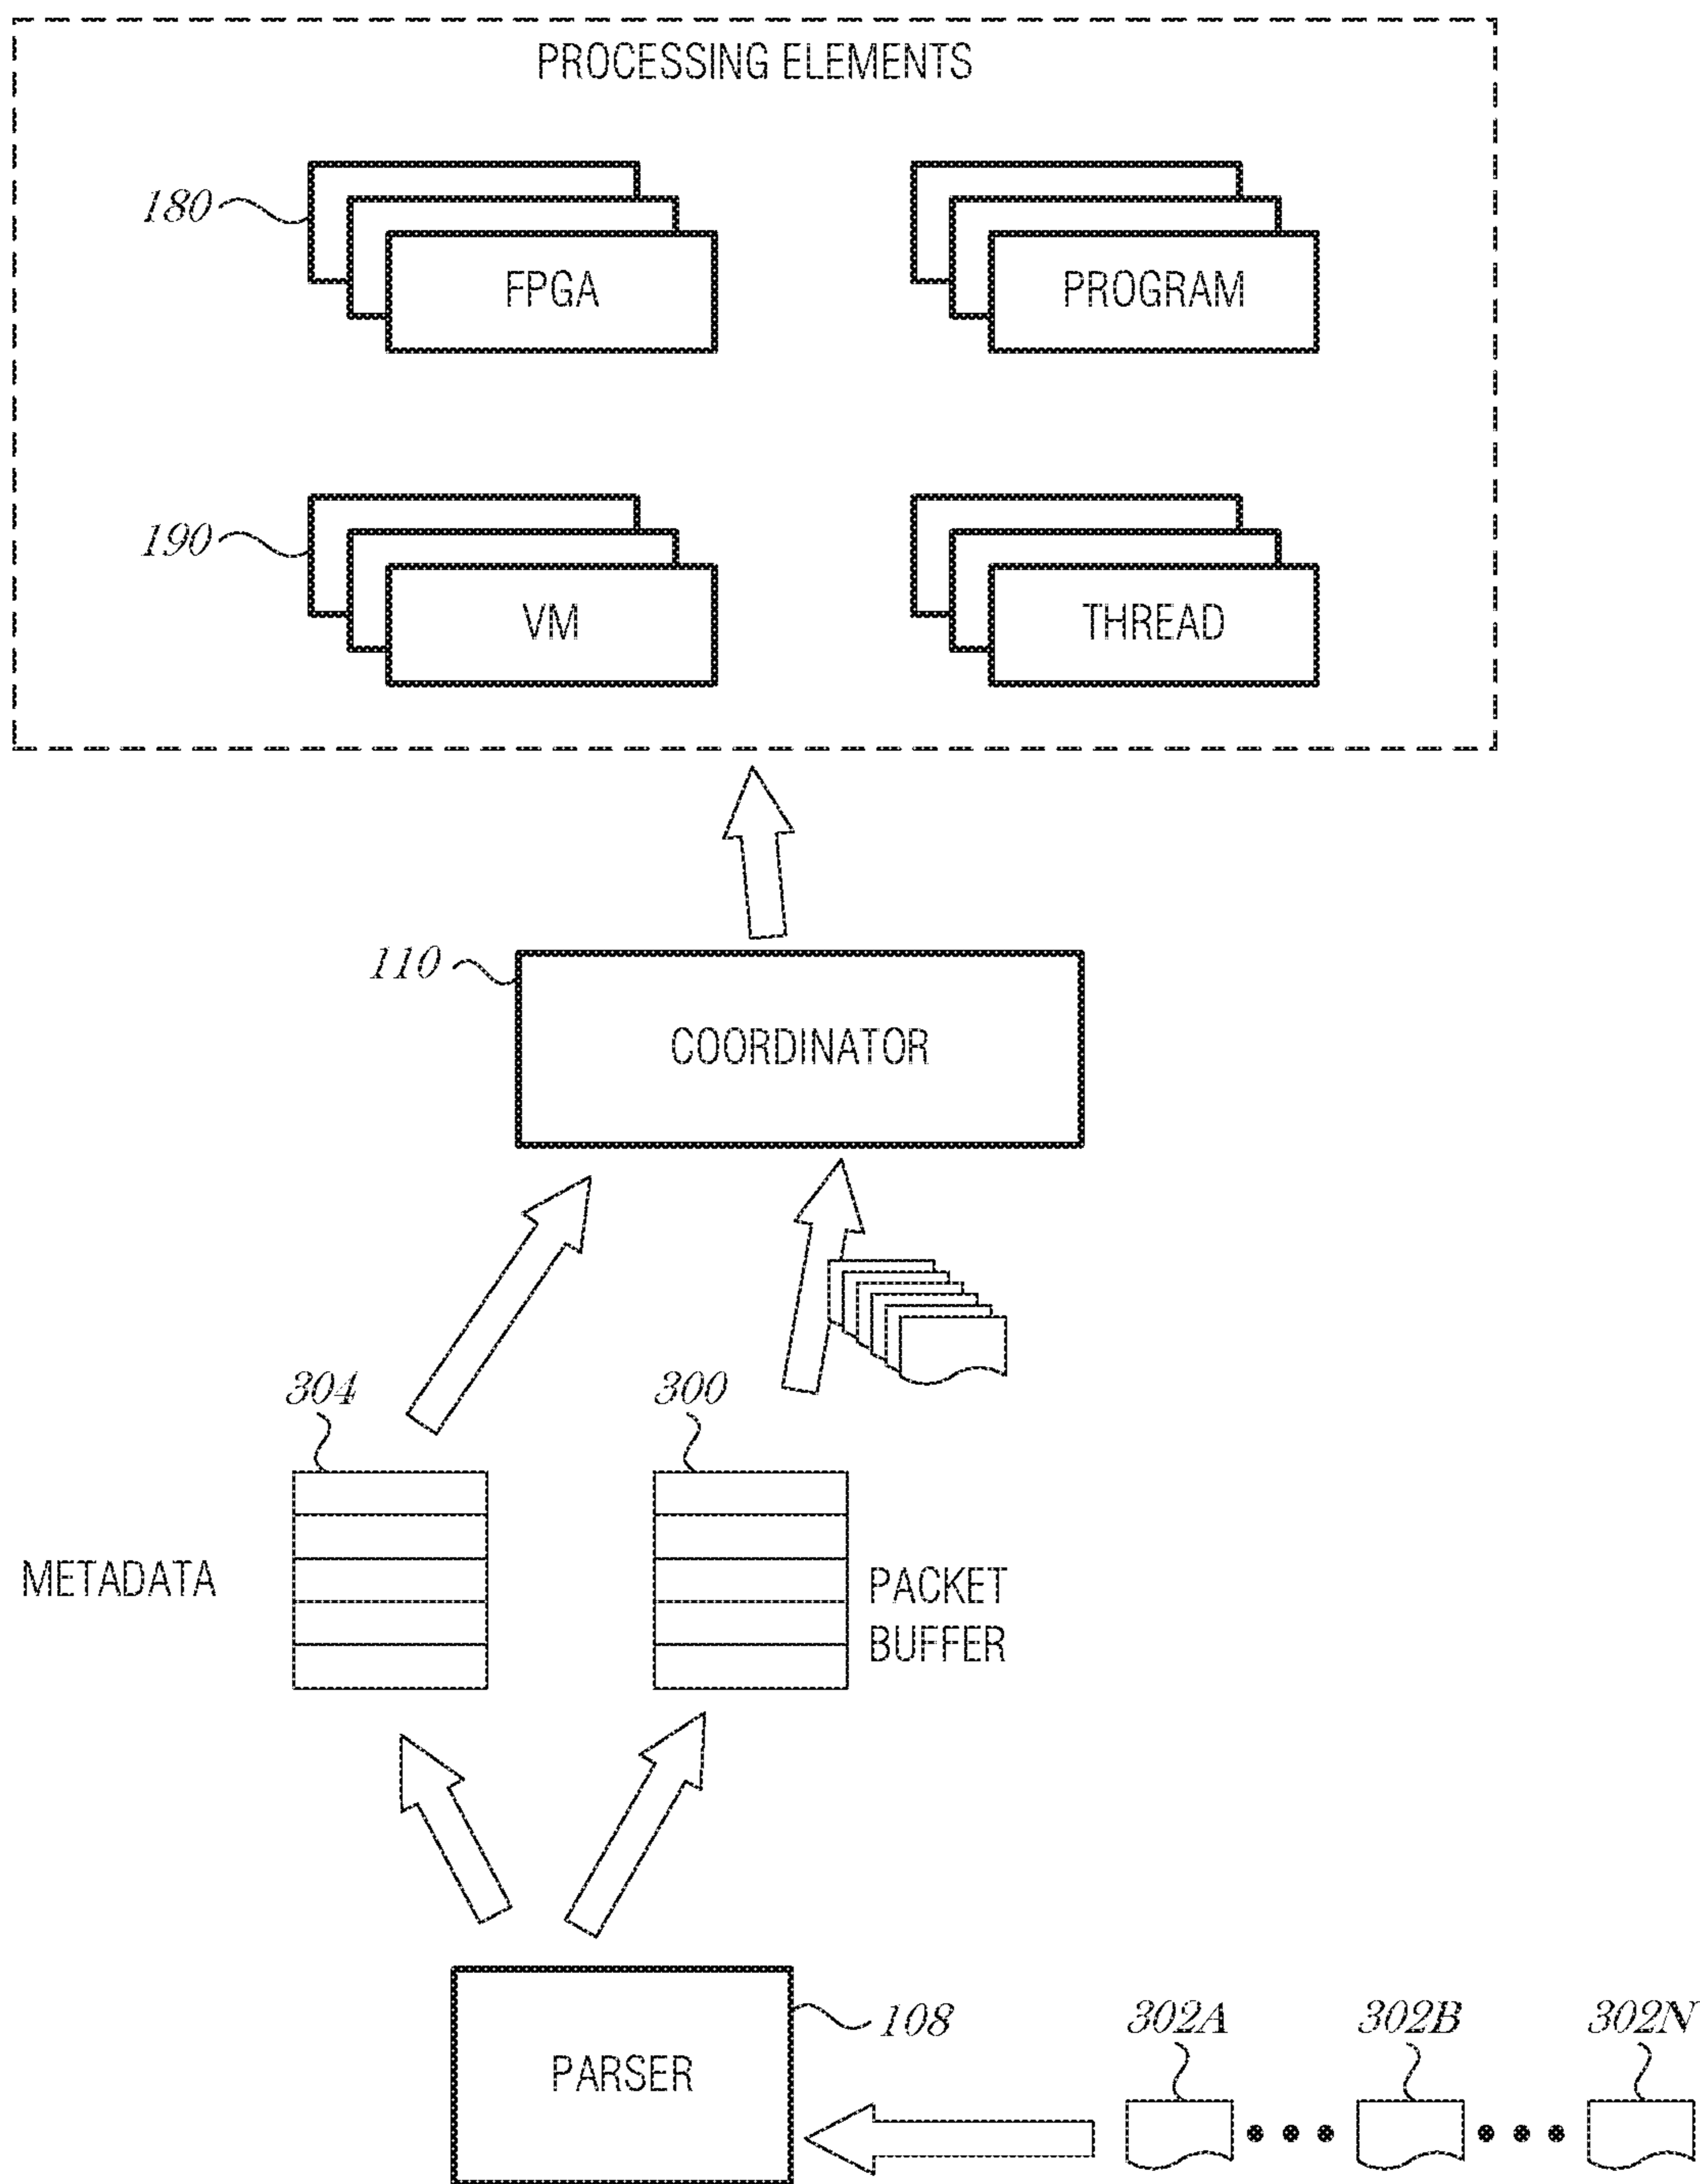 PROCESSING ELEMENTS
180
FPGA
PROGRAM
190
VM
THREAD
110
COORDINATOR
304
300
METADATA
PACKET
BUFFER
108
302A
302B
302N
PARSER